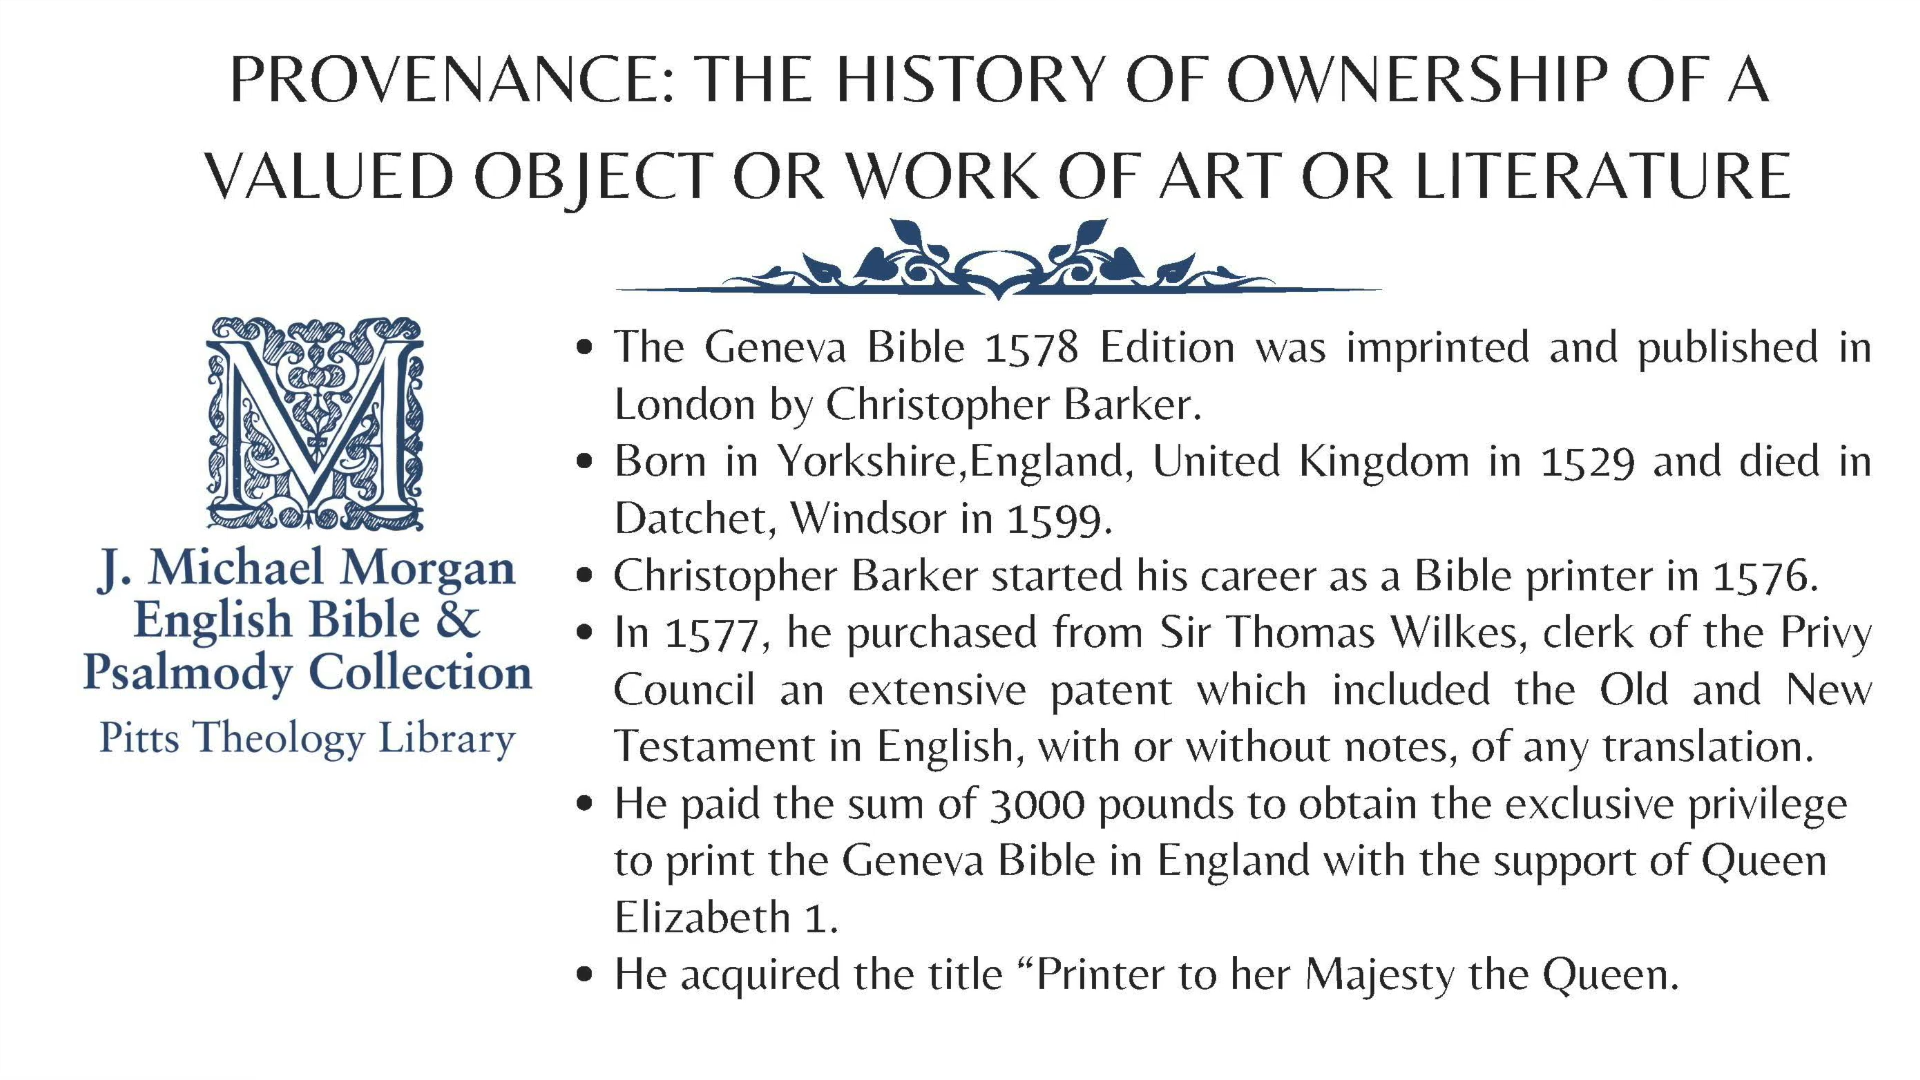 PROVENANCE: THE HISTORY OF OWNERSHIP OF A
VALUED OBJECT OR WORK OF ART OR LITERATURE
M
J. Michael Morgan
English Bible &
Psalmody Collection
Pitts Theology Library
• The Geneva Bible 1578 Edition was imprinted and published in
London by Christopher Barker.
• Born in Yorkshire,England, United Kingdom in 1529 and died in
Datchet, Windsor in 1599.
• Christopher Barker started his career as a Bible printer in 1576.
• In 1577, he purchased from Sir Thomas Wilkes, clerk of the Privy
Council an extensive patent which included the Old and New
Testament in English, with or without notes, of any translation.
• He paid the sum of 3000 pounds to obtain the exclusive privilege
to print the Geneva Bible in England with the support of Queen
Elizabeth 1.
• He acquired the title “Printer to her Majesty the Queen.